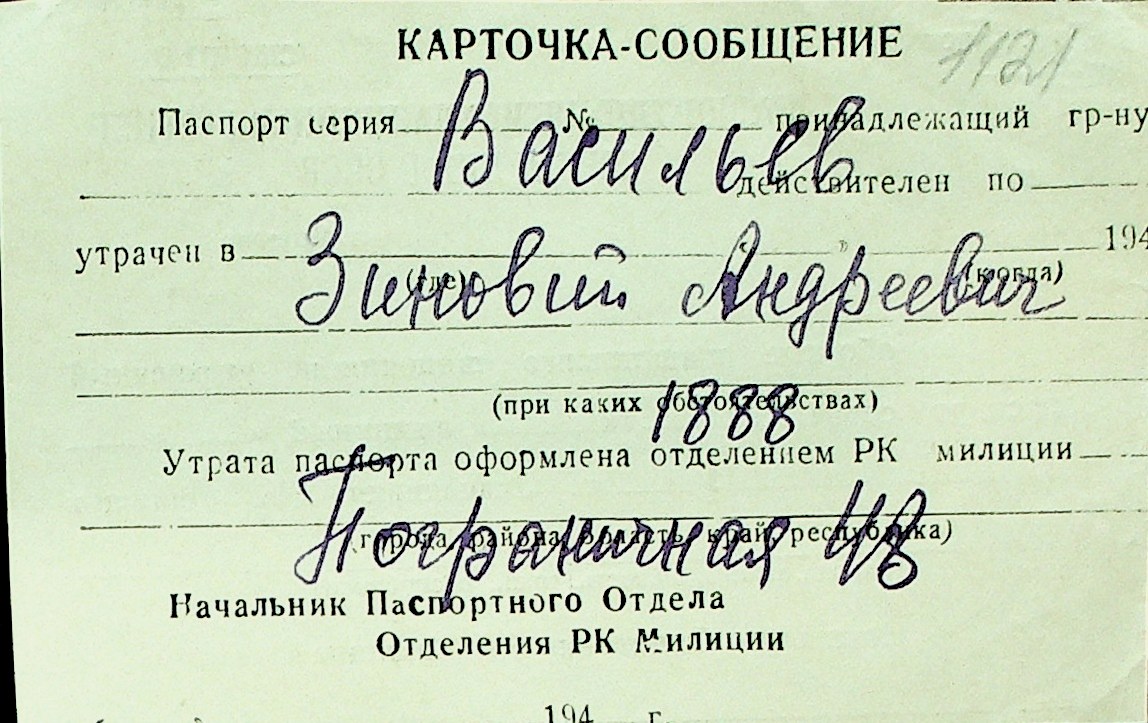 КАРТОЧКА-СООБЩЕНИЕ 1121
Паспорт серия № принадлежащий гр-ну
Васильев
действителен по
утрачен в " " 194
(где) (когда)
Зиновий Андреевич
(при каких обстоятельствах)
1888
Утрата паспорта оформлена отделением РК милиции
(города, района, область, край, республика)
Пограничная
Начальник Паспортного Отдела
Отделения РК Милиции
194 г.